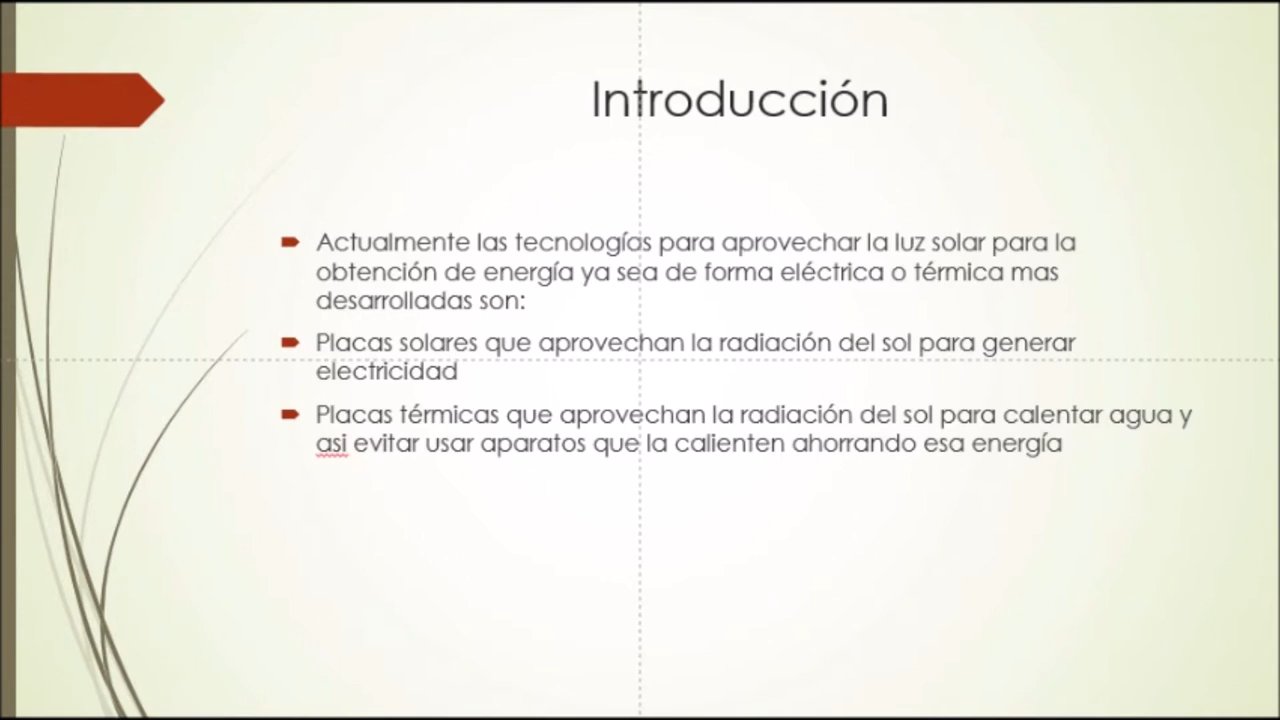 Introducción
Actualmente las tecnologías para aprovechar la luz solar para la
obtención de energía ya sea de forma eléctrica o térmica mas
desarrolladas son:
Placas solares que aprovechan la radiación del sol para generar
electricidad
Placas térmicas que aprovechan la radiación del sol para calentar agua y
asi evitar usar aparatos que la calienten ahorrando esa energía